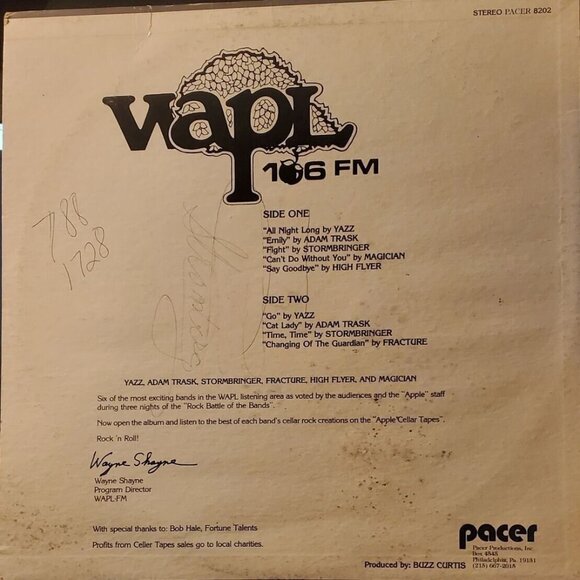 STEREO PACER 8202
WAPL
106 FM
788
1728
SIDE ONE
"All Night Long by YAZZ
"Emily" by ADAM TRASK
"Fight" by STORMBRINGER
"Can't Do Without You" by MAGICIAN
"Say Goodbye" by HIGH FLYER
SIDE TWO
"Go" by YAZZ
"Cat Lady" by ADAM TRASK
"Time, Time" by STORMBRINGER
"Changing Of The Guardian" by FRACTURE
YAZZ, ADAM TRASK, STORMBRINGER, FRACTURE, HIGH FLYER, AND MAGICIAN
Six of the most exciting bands in the WAPL listening area as voted by the audiences and the "Apple" staff
during three nights of the "Rock Battle of the Bands".
Now open the album and listen to the best of each band's cellar rock creations on the "Apple Cellar Tapes".
Rock 'n Roll!
Wayne Shayne
Wayne Shayne
Program Director
WAPL-FM
With special thanks to: Bob Hale, Fortune Talents
Profits from Celler Tapes sales go to local charities.
pacer
Pacer Productions, Inc.
Box 4545
Philadelphia, Pa. 19131
(215) 667-2018
Produced by: BUZZ CURTIS